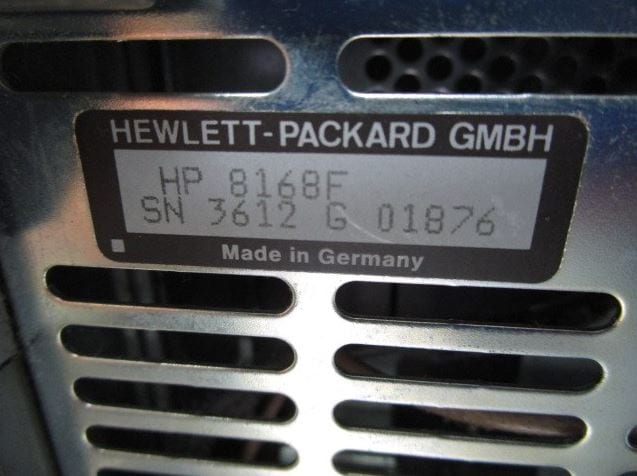 HEWLETT-PACKARD GMBH
HP 8168F
SN 3612 G 01876
Made in Germany